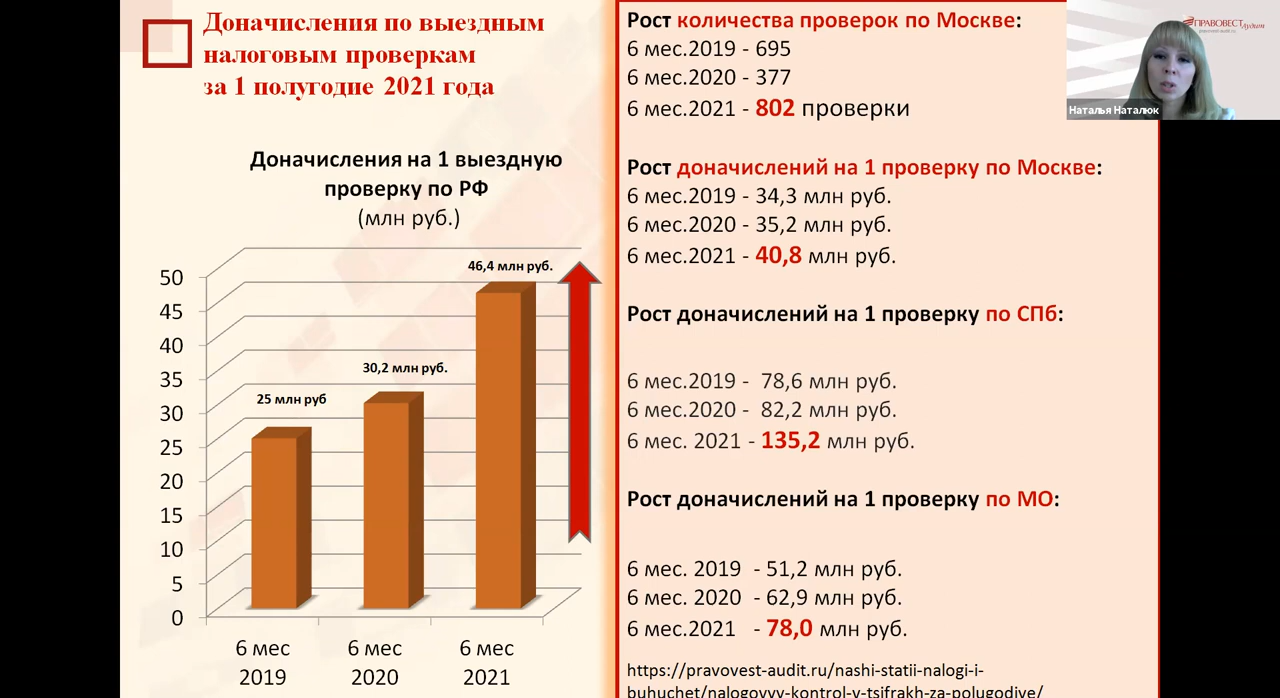 Доначисления по выездным
налоговым проверкам
за 1 полугодие 2021 года
Доначисления на 1 выездную
проверку по РФ
(млн руб.)
50
45
40
35
30
25
20
15
10
5
0
25 млн руб
30,2 млн руб.
46,4 млн руб.
6 мес
2019
6 мес
2020
6 мес
2021
Рост количества проверок по Москве:
6 мес.2019 - 695
6 мес.2020 - 377
6 мес.2021 - 802 проверки
Рост доначислений на 1 проверку по Москве:
6 мес.2019 - 34,3 млн руб.
6 мес.2020 - 35,2 млн руб.
6 мес.2021 - 40,8 млн руб.
Рост доначислений на 1 проверку по СПб:
6 мес.2019 - 78,6 млн руб.
6 мес.2020 - 82,2 млн руб.
6 мес. 2021 - 135,2 млн руб.
Рост доначислений на 1 проверку по МО:
6 мес. 2019 - 51,2 млн руб.
6 мес. 2020 - 62,9 млн руб.
6 мес.2021 - 78,0 млн руб.
https://pravovest-audit.ru/nashi-statii-nalogi-i-
buhuchet/nalogovyy-kontrol-v-tsifrakh-za-polugodive/
ПРАВОВЕСТ Аудит
pravovest-audit.ru
Наталья Наталюк